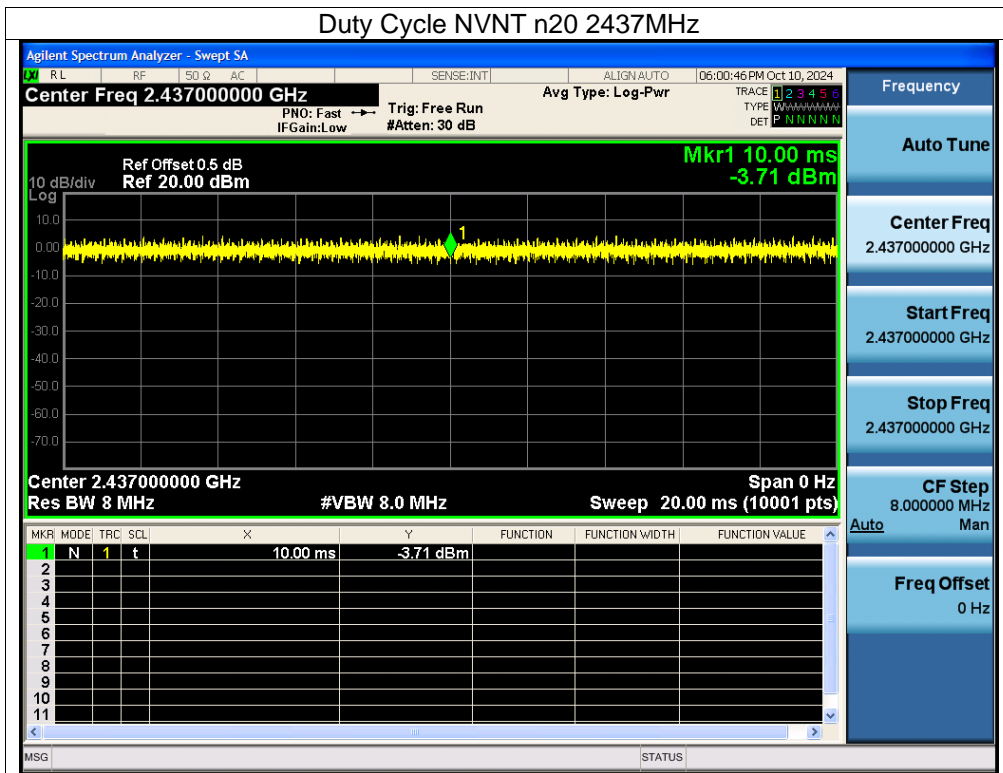 Duty Cycle NVNT n20 2437MHz
Agilent Spectrum Analyzer - Swept SA
LXI RL RF 50 Ω AC SENSE:INT ALIGN AUTO 06:00:46 PM Oct 10, 2024
Center Freq 2.437000000 GHz
PNO: Fast
IFGain:Low
Trig: Free Run
#Atten: 30 dB
Avg Type: Log-Pwr
TRACE 1 2 3 4 5 6
TYPE WWWWWW
DET P N N N N N
Frequency
Auto Tune
Center Freq
2.437000000 GHz
Start Freq
2.437000000 GHz
Stop Freq
2.437000000 GHz
CF Step
8.000000 MHz
Auto Man
Freq Offset
0 Hz
Mkr1 10.00 ms
-3.71 dBm
Ref Offset 0.5 dB
10 dB/div Ref 20.00 dBm
Log
10.0
0.00
-10.0
-20.0
-30.0
-40.0
-50.0
-60.0
-70.0
1
Center 2.437000000 GHz Span 0 Hz
Res BW 8 MHz #VBW 8.0 MHz Sweep 20.00 ms (10001 pts)
MKR MODE TRC SCL X Y FUNCTION FUNCTION WIDTH FUNCTION VALUE
1 N 1 t 10.00 ms -3.71 dBm
2
3
4
5
6
7
8
9
10
11
MSG STATUS